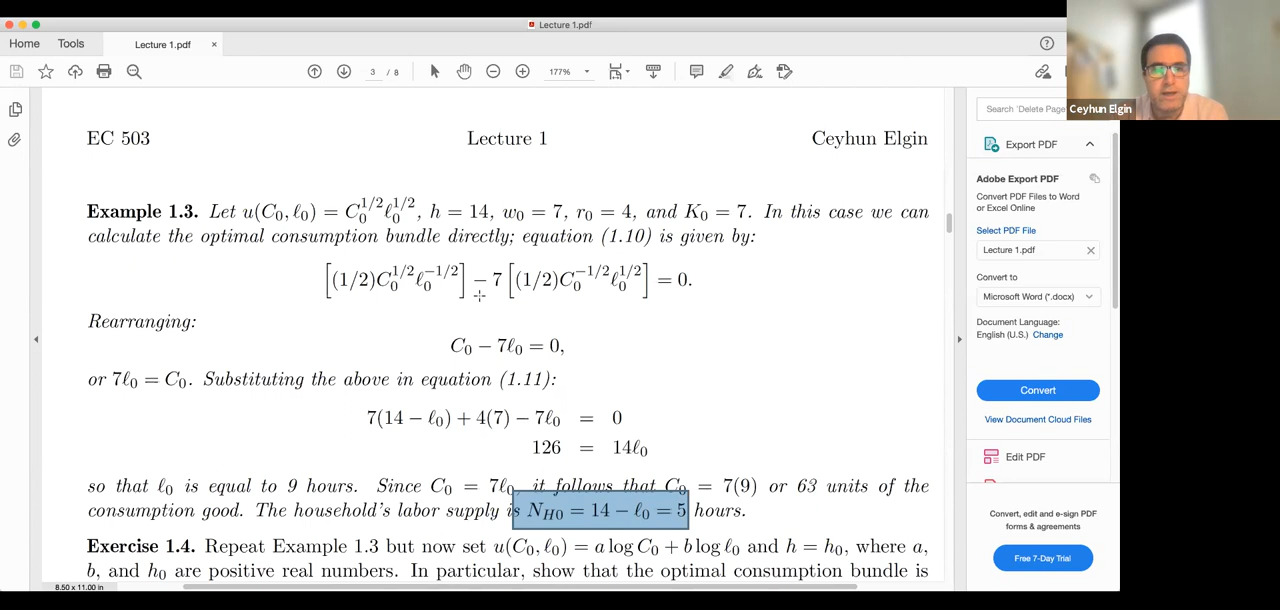 Lecture 1.pdf
Home Tools Lecture 1.pdf ×
3 / 8 177%
Ceyhun Elgin
EC 503 Lecture 1 Ceyhun Elgin
Example 1.3. Let u(C₀, ℓ₀) = C₀^{1/2}ℓ₀^{1/2}, h = 14, w₀ = 7, r₀ = 4, and K₀ = 7. In this case we can
calculate the optimal consumption bundle directly; equation (1.10) is given by:
[(1/2)C₀^{1/2}ℓ₀^{-1/2}] − 7 [(1/2)C₀^{-1/2}ℓ₀^{1/2}] = 0.
Rearranging:
C₀ − 7ℓ₀ = 0,
or 7ℓ₀ = C₀. Substituting the above in equation (1.11):
7(14 − ℓ₀) + 4(7) − 7ℓ₀ = 0
126 = 14ℓ₀
so that ℓ₀ is equal to 9 hours. Since C₀ = 7ℓ₀, it follows that C₀ = 7(9) or 63 units of the
consumption good. The household's labor supply is N_{H0} = 14 − ℓ₀ = 5 hours.
Exercise 1.4. Repeat Example 1.3 but now set u(C₀, ℓ₀) = a log C₀ + b log ℓ₀ and h = h₀, where a,
b, and h₀ are positive real numbers. In particular, show that the optimal consumption bundle is
8.50 x 11.00 in
Search 'Delete Page
Export PDF
Adobe Export PDF
Convert PDF Files to Word
or Excel Online
Select PDF File
Lecture 1.pdf ×
Convert to
Microsoft Word (*.docx)
Document Language:
English (U.S.) Change
Convert
View Document Cloud Files
Edit PDF
Convert, edit and e-sign PDF
forms & agreements
Free 7-Day Trial